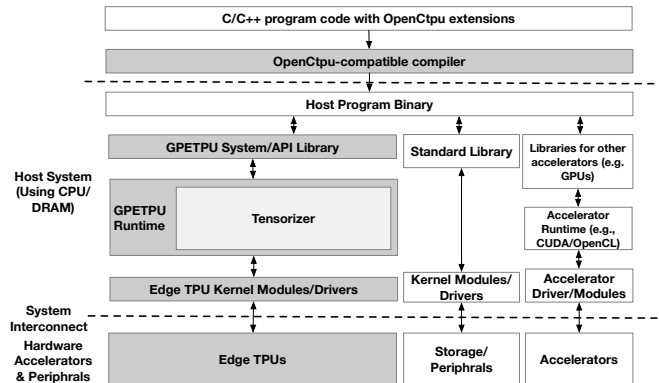 C/C++ program code with OpenCtpu extensions
OpenCtpu-compatible compiler
Host Program Binary
GPETPU System/API Library
Standard Library
Libraries for other
accelerators (e.g.
GPUs)
Host System
(Using CPU/
DRAM)
GPETPU
Runtime
Tensorizer
Accelerator
Runtime (e.g.,
CUDA/OpenCL)
Edge TPU Kernel Modules/Drivers
Kernel Modules/
Drivers
Accelerator
Driver/Modules
System
Interconnect
Hardware
Accelerators
& Periphrals
Edge TPUs
Storage/
Periphrals
Accelerators